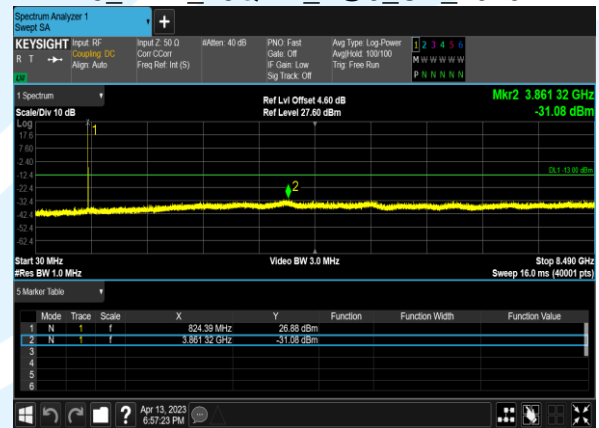 Spectrum Analyzer 1
Swept SA
KEYSIGHT
R T
Input: RF
Coupling: DC
Align: Auto
Input Z: 50 Ω
Corr CCorr
Freq Ref: Int (S)
#Atten: 40 dB
PNO: Fast
Gate: Off
IF Gain: Low
Sig Track: Off
Avg Type: Log-Power
Avg|Hold: 100/100
Trig: Free Run
1 2 3 4 5 6
M W W W W W
P N N N N N
1 Spectrum
Scale/Div 10 dB
Ref Lvl Offset 4.60 dB
Ref Level 27.60 dBm
Mkr2 3.861 32 GHz
-31.08 dBm
Log
17.6
7.60
-2.40
-12.4
-22.4
-32.4
-42.4
-52.4
-62.4
1
2
DL1 -13.00 dBm
Start 30 MHz
#Res BW 1.0 MHz
Video BW 3.0 MHz
Stop 8.490 GHz
Sweep 16.0 ms (40001 pts)
5 Marker Table
Mode Trace Scale X Y Function Function Width Function Value
1 N 1 f 824.39 MHz 26.88 dBm
2 N 1 f 3.861 32 GHz -31.08 dBm
3
4
5
6
?
Apr 13, 2023
6:57:23 PM